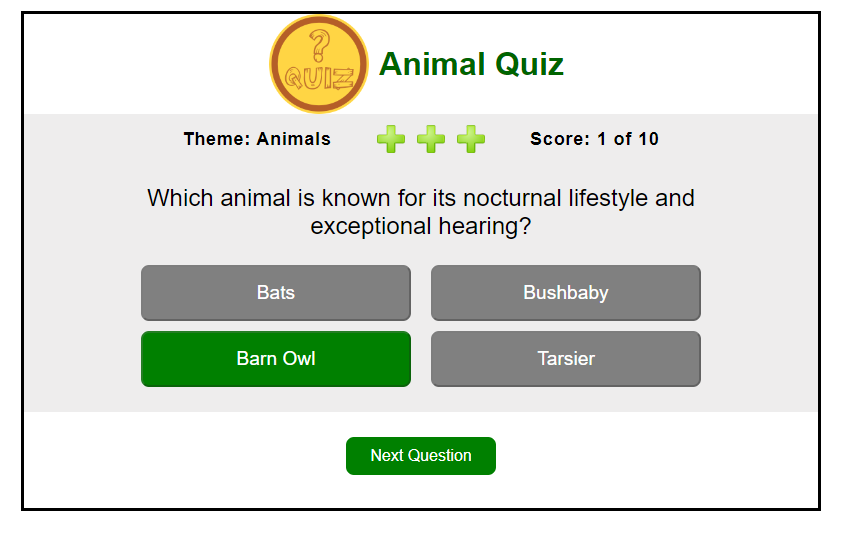 ?
QUIZ
Animal Quiz
Theme: Animals
Score: 1 of 10
Which animal is known for its nocturnal lifestyle and
exceptional hearing?
Bats
Bushbaby
Barn Owl
Tarsier
Next Question